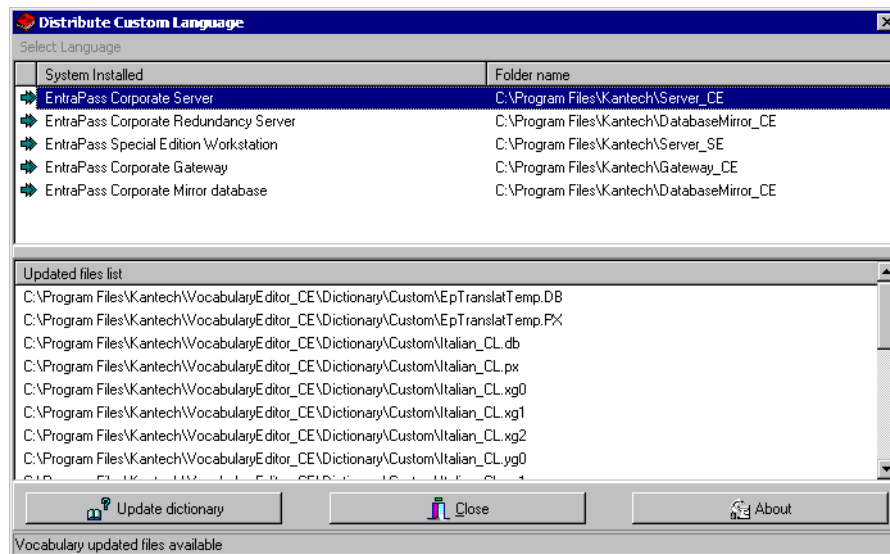 Distribute Custom Language
Select Language
System Installed Folder name
EntraPass Corporate Server C:\Program Files\Kantech\Server_CE
EntraPass Corporate Redundancy Server C:\Program Files\Kantech\DatabaseMirror_CE
EntraPass Special Edition Workstation C:\Program Files\Kantech\Server_SE
EntraPass Corporate Gateway C:\Program Files\Kantech\Gateway_CE
EntraPass Corporate Mirror database C:\Program Files\Kantech\DatabaseMirror_CE
Updated files list
C:\Program Files\Kantech\VocabularyEditor_CE\Dictionary\Custom\EpTranslatTemp.DB
C:\Program Files\Kantech\VocabularyEditor_CE\Dictionary\Custom\EpTranslatTemp.PX
C:\Program Files\Kantech\VocabularyEditor_CE\Dictionary\Custom\Italian_CL.db
C:\Program Files\Kantech\VocabularyEditor_CE\Dictionary\Custom\Italian_CL.px
C:\Program Files\Kantech\VocabularyEditor_CE\Dictionary\Custom\Italian_CL.xg0
C:\Program Files\Kantech\VocabularyEditor_CE\Dictionary\Custom\Italian_CL.xg1
C:\Program Files\Kantech\VocabularyEditor_CE\Dictionary\Custom\Italian_CL.xg2
C:\Program Files\Kantech\VocabularyEditor_CE\Dictionary\Custom\Italian_CL.yg0
Update dictionary Close About
Vocabulary updated files available